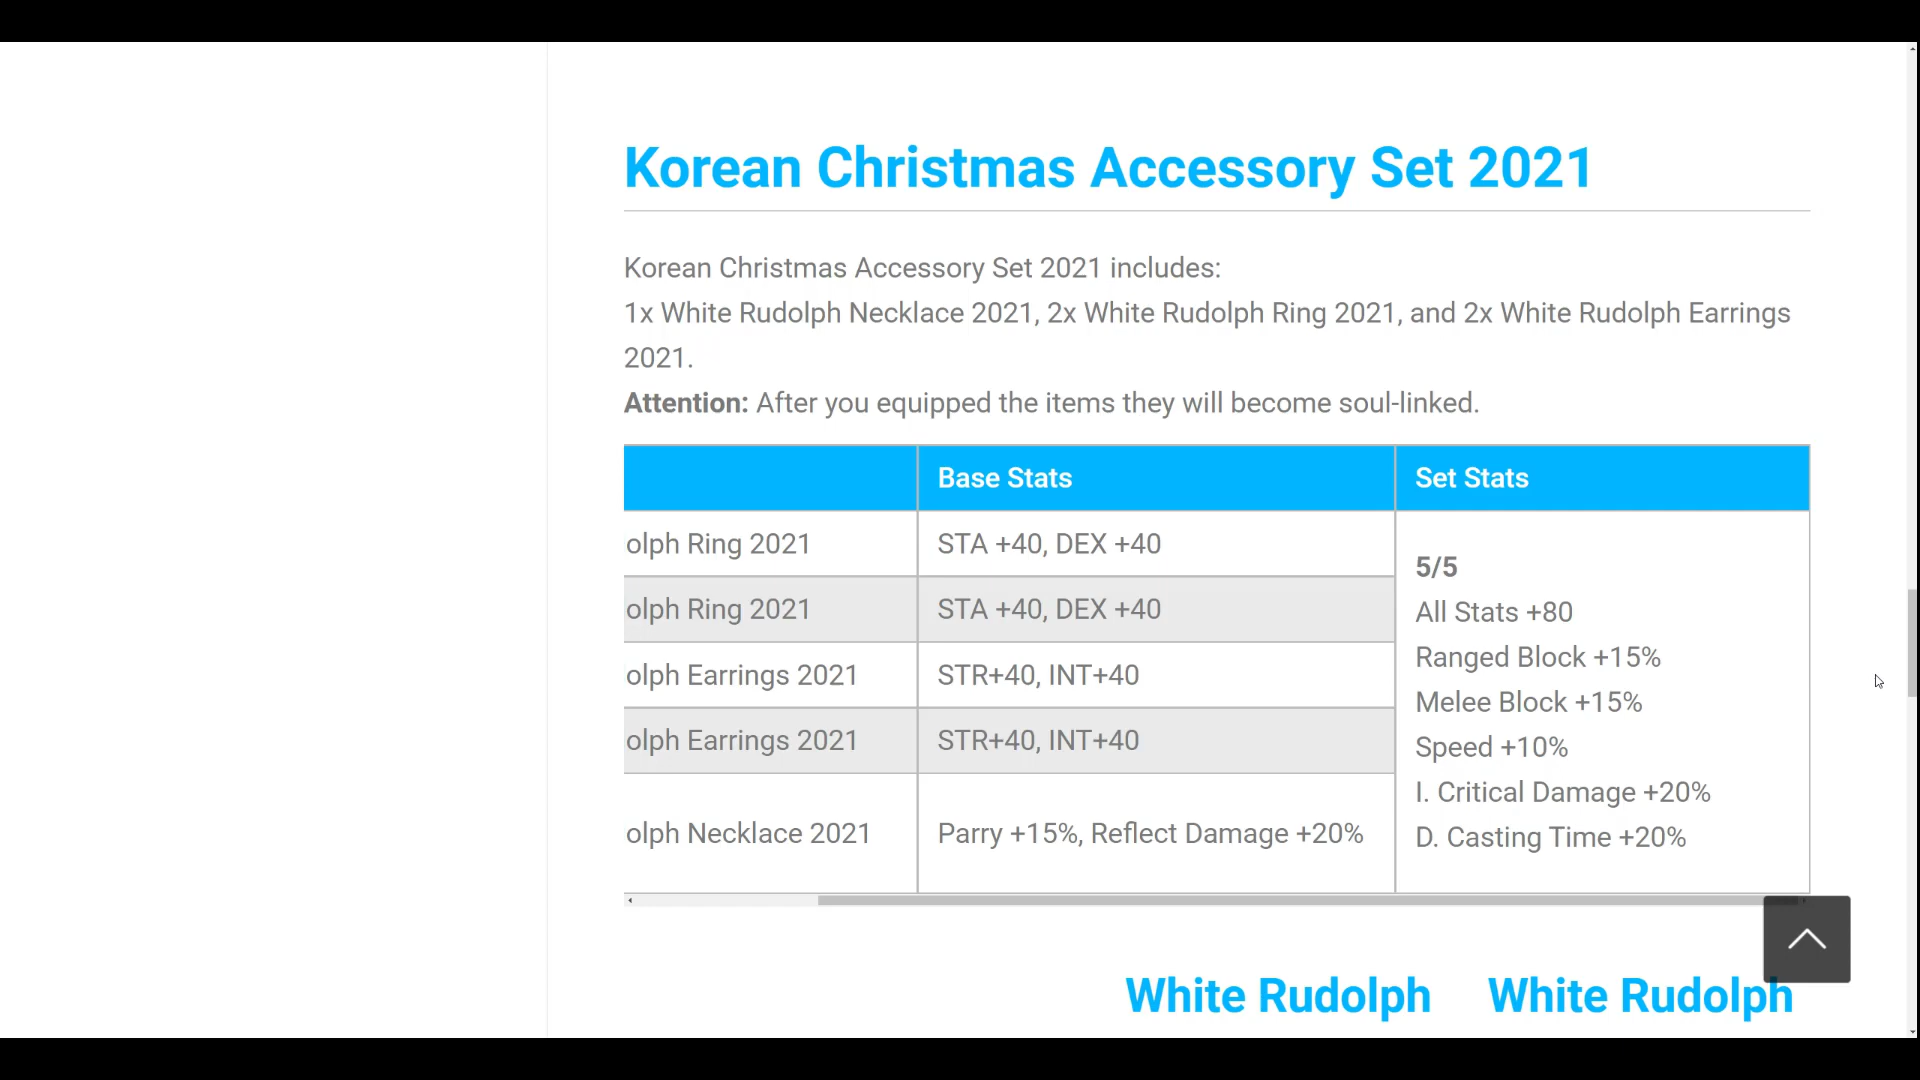 Korean Christmas Accessory Set 2021
Korean Christmas Accessory Set 2021 includes:
1x White Rudolph Necklace 2021, 2x White Rudolph Ring 2021, and 2x White Rudolph Earrings
2021.
Attention: After you equipped the items they will become soul-linked.
Base Stats Set Stats
olph Ring 2021 STA +40, DEX +40
olph Ring 2021 STA +40, DEX +40
olph Earrings 2021 STR+40, INT+40
olph Earrings 2021 STR+40, INT+40
olph Necklace 2021 Parry +15%, Reflect Damage +20%
5/5
All Stats +80
Ranged Block +15%
Melee Block +15%
Speed +10%
I. Critical Damage +20%
D. Casting Time +20%
White Rudolph White Rudolph